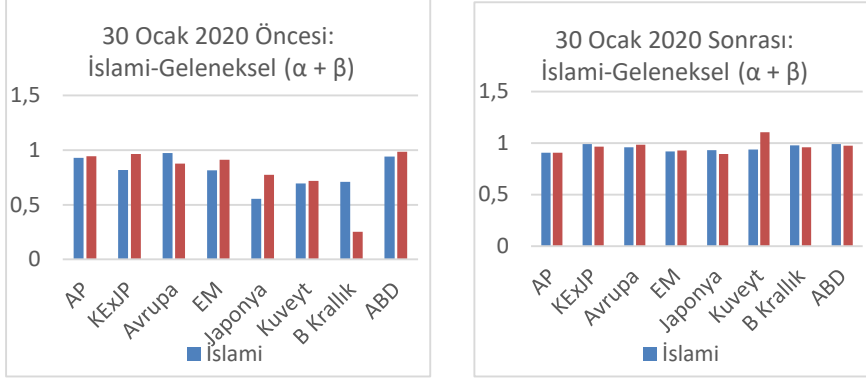 30 Ocak 2020 Öncesi:
İslami-Geleneksel (α + β)
1,5
1
0,5
0
AP
KExJP
Avrupa
EM
Japonya
Kuveyt
B Krallık
ABD
İslami
30 Ocak 2020 Sonrası:
İslami-Geleneksel (α + β)
1,5
1
0,5
0
AP
KExJP
Avrupa
EM
Japonya
Kuveyt
B Krallık
ABD
İslami